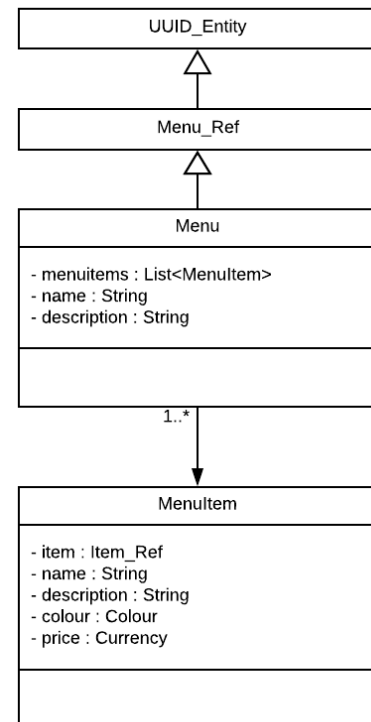 UUID_Entity
Menu_Ref
Menu
- menuitems : List<MenuItem>
- name : String
- description : String
1..*
MenuItem
- item : Item_Ref
- name : String
- description : String
- colour : Colour
- price : Currency